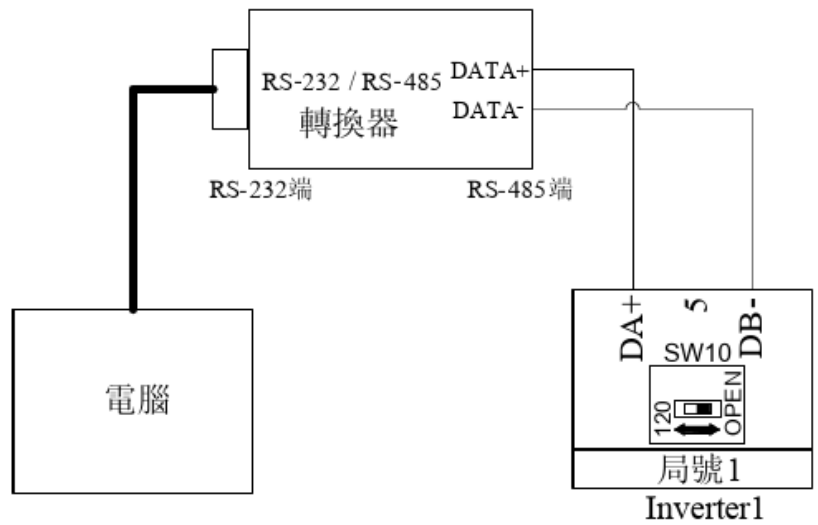 RS-232 / RS-485
轉換器
DATA+
DATA-
RS-232端
RS-485端
電腦
DA+
5
DB-
SW10
120
OPEN
局號1
Inverter1